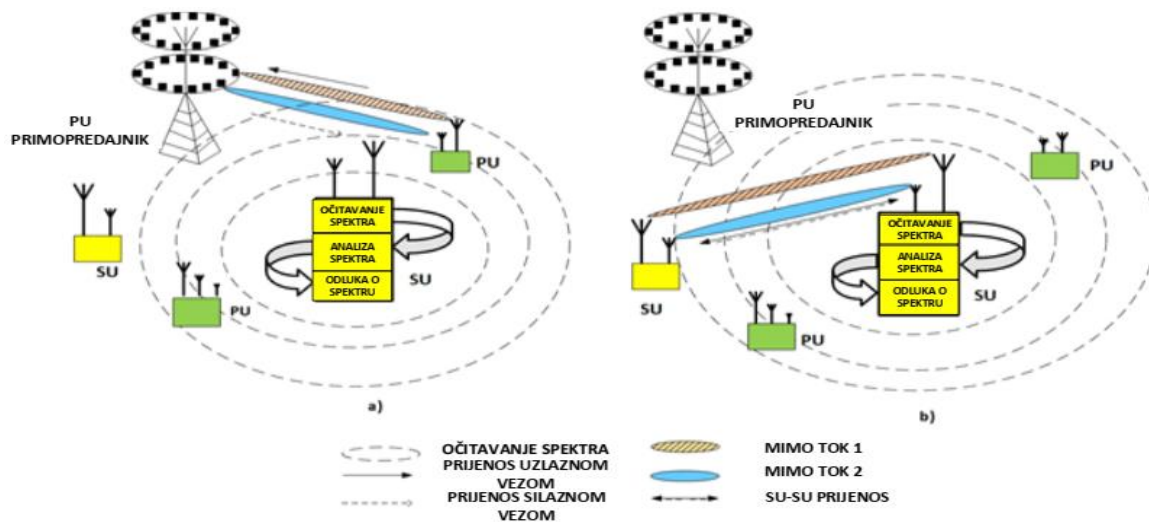 PU
PRIMOPREDAJNIK
PU
SU
OČITAVANJE
SPEKTRA
ANALIZA
SPEKTRA
ODLUKA O
SPEKTRU
SU
PU
a)
PU
PRIMOPREDAJNIK
PU
OČITAVANJE
SPEKTRA
ANALIZA
SPEKTRA
ODLUKA O
SPEKTRU
SU
SU
PU
b)
OČITAVANJE SPEKTRA
PRIJENOS UZLAZNOM
VEZOM
PRIJENOS SILAZNOM
VEZOM
MIMO TOK 1
MIMO TOK 2
SU-SU PRIJENOS